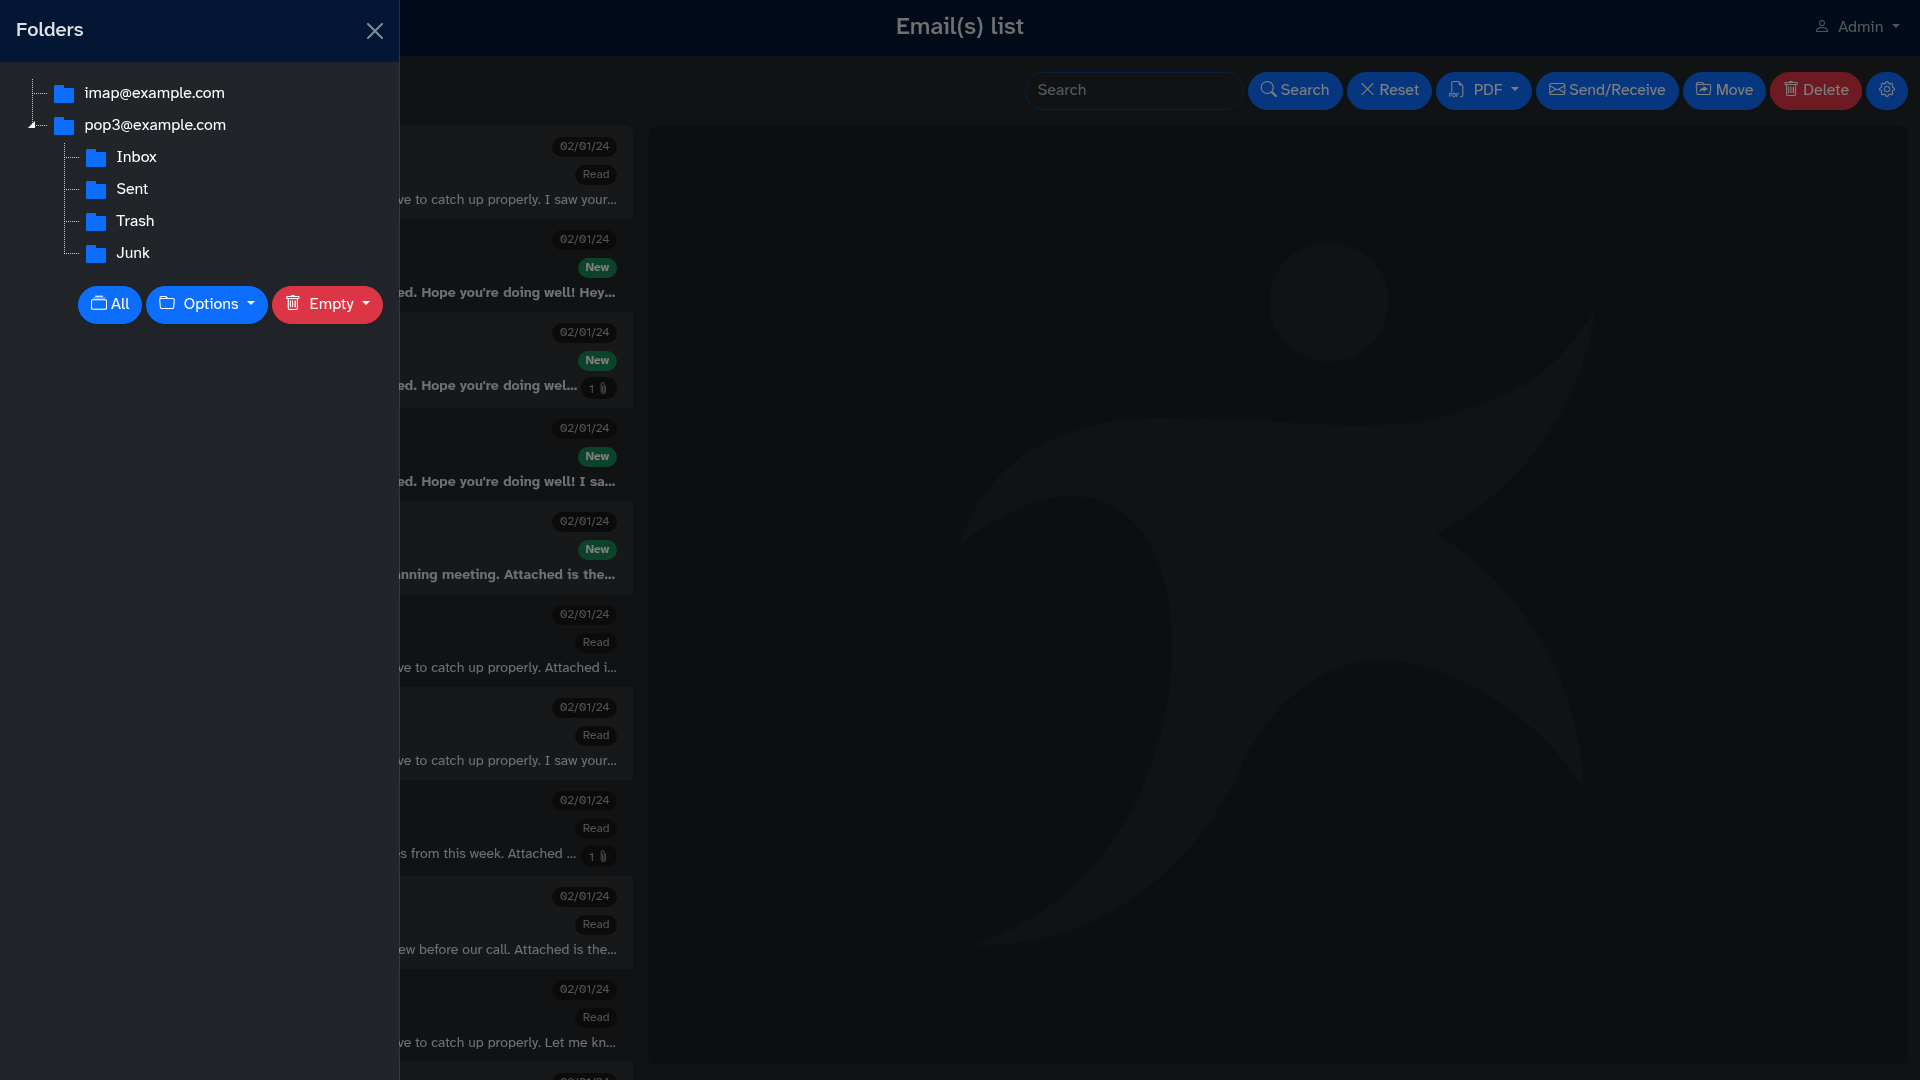 Folders
Email(s) list
Admin
imap@example.com
pop3@example.com
Inbox
Sent
Trash
Junk
All
Options
Empty
Search
Search
Reset
PDF
Send/Receive
Move
Delete
02/01/24
Read
ve to catch up properly. I saw your...
02/01/24
New
ed. Hope you're doing well! Hey...
02/01/24
New
ed. Hope you're doing wel... 1
02/01/24
New
ed. Hope you're doing well! I sa...
02/01/24
New
anning meeting. Attached is the...
02/01/24
Read
ve to catch up properly. Attached i...
02/01/24
Read
ve to catch up properly. I saw your...
02/01/24
Read
s from this week. Attached ... 1
02/01/24
Read
ew before our call. Attached is the...
02/01/24
Read
ve to catch up properly. Let me kn...